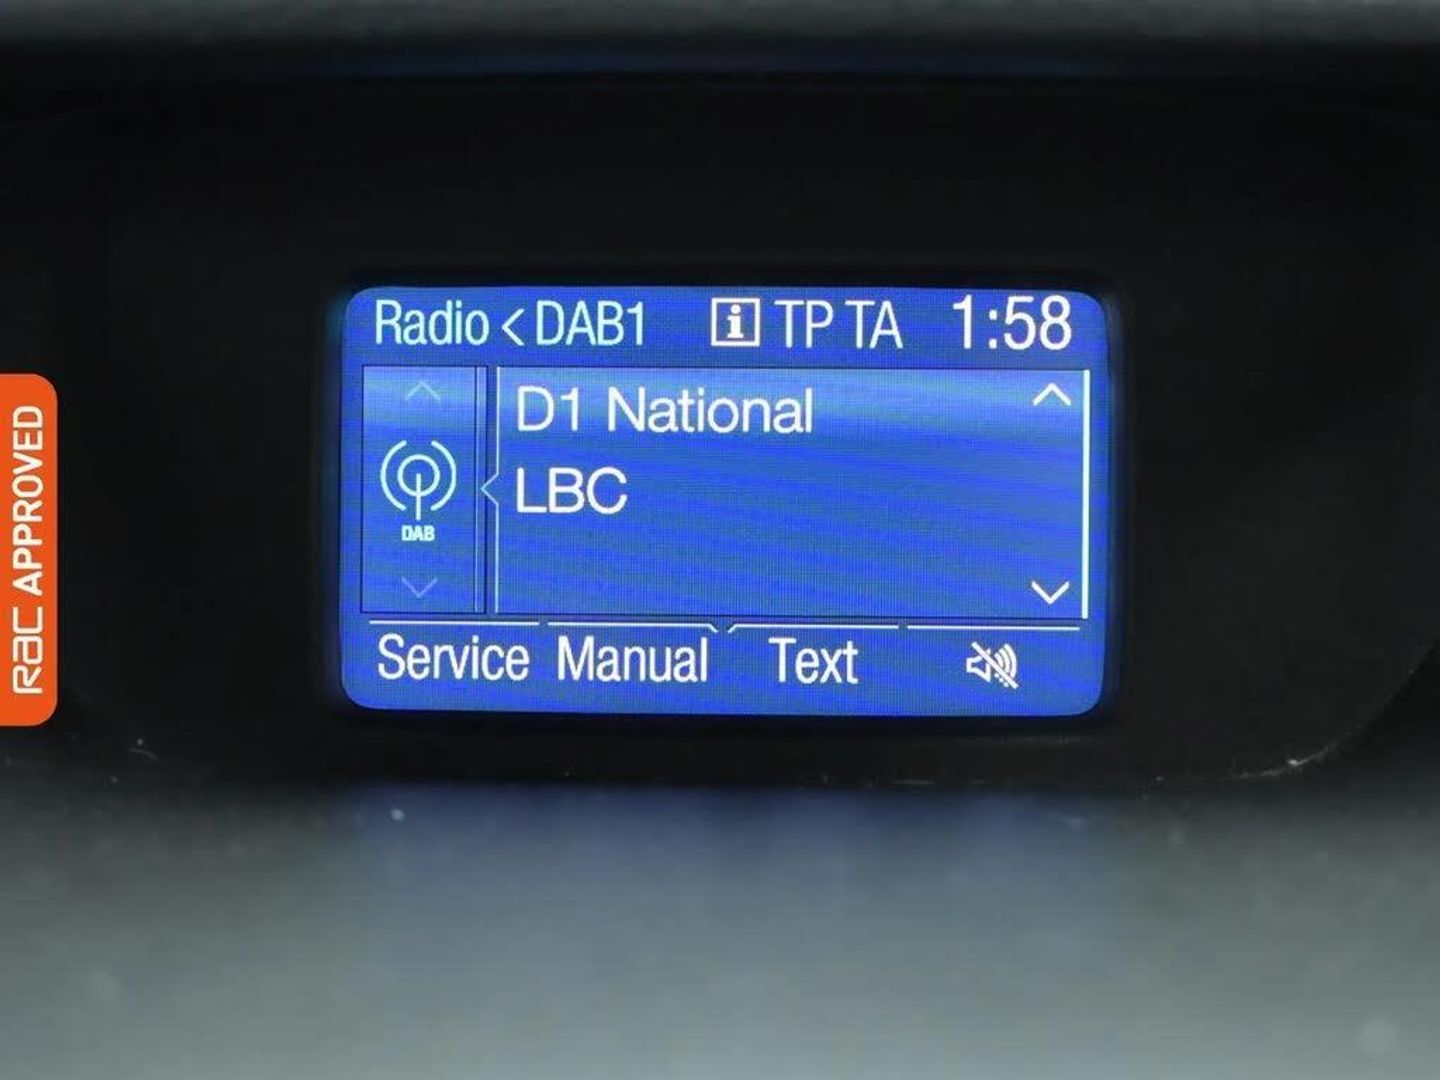 Radio < DAB1 i TP TA 1:58
D1 National
LBC
DAB
Service Manual Text
RAC APPROVED